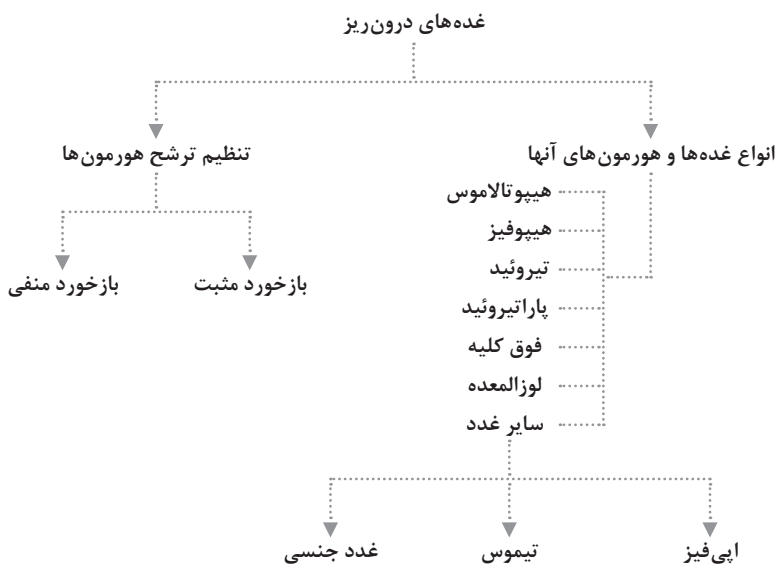 غده‌های درون‌ریز
انواع غده‌ها و هورمون‌های آنها
تنظیم ترشح هورمون‌ها
هیپوتالاموس
هیپوفیز
تیروئید
پاراتیروئید
فوق کلیه
لوزالمعده
سایر غدد
بازخورد مثبت
بازخورد منفی
اپی‌فیز
تیموس
غدد جنسی